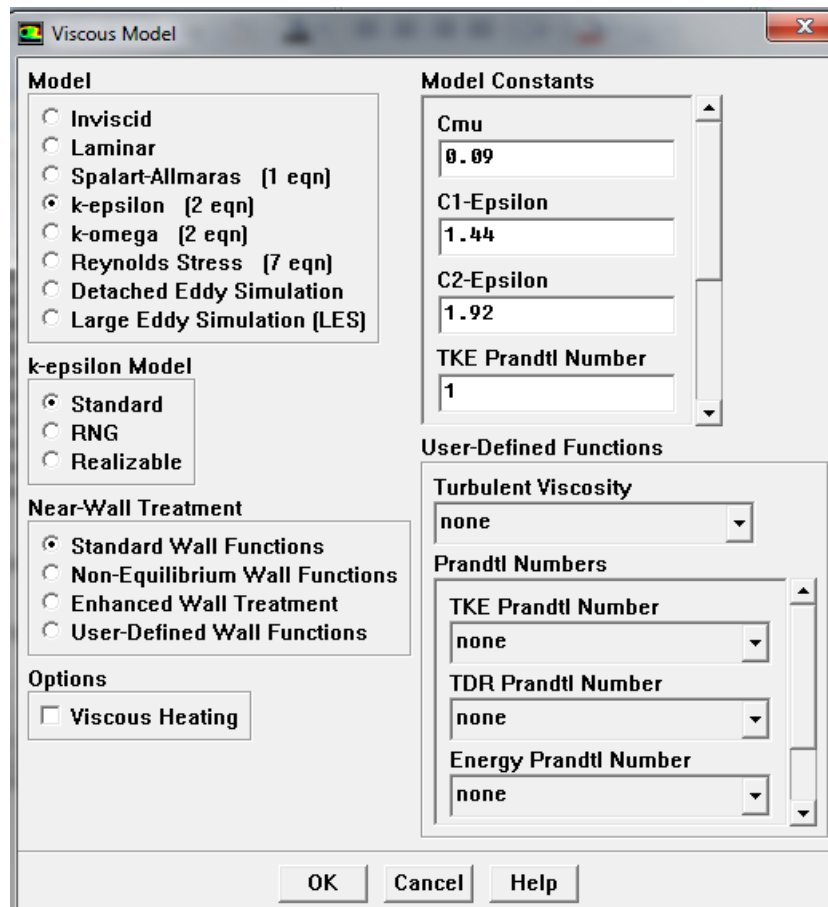 Viscous Model
Model
Inviscid
Laminar
Spalart-Allmaras (1 eqn)
k-epsilon (2 eqn)
k-omega (2 eqn)
Reynolds Stress (7 eqn)
Detached Eddy Simulation
Large Eddy Simulation (LES)
k-epsilon Model
Standard
RNG
Realizable
Near-Wall Treatment
Standard Wall Functions
Non-Equilibrium Wall Functions
Enhanced Wall Treatment
User-Defined Wall Functions
Options
Viscous Heating
Model Constants
Cmu
0.09
C1-Epsilon
1.44
C2-Epsilon
1.92
TKE Prandtl Number
1
User-Defined Functions
Turbulent Viscosity
none
Prandtl Numbers
TKE Prandtl Number
none
TDR Prandtl Number
none
Energy Prandtl Number
none
OK Cancel Help